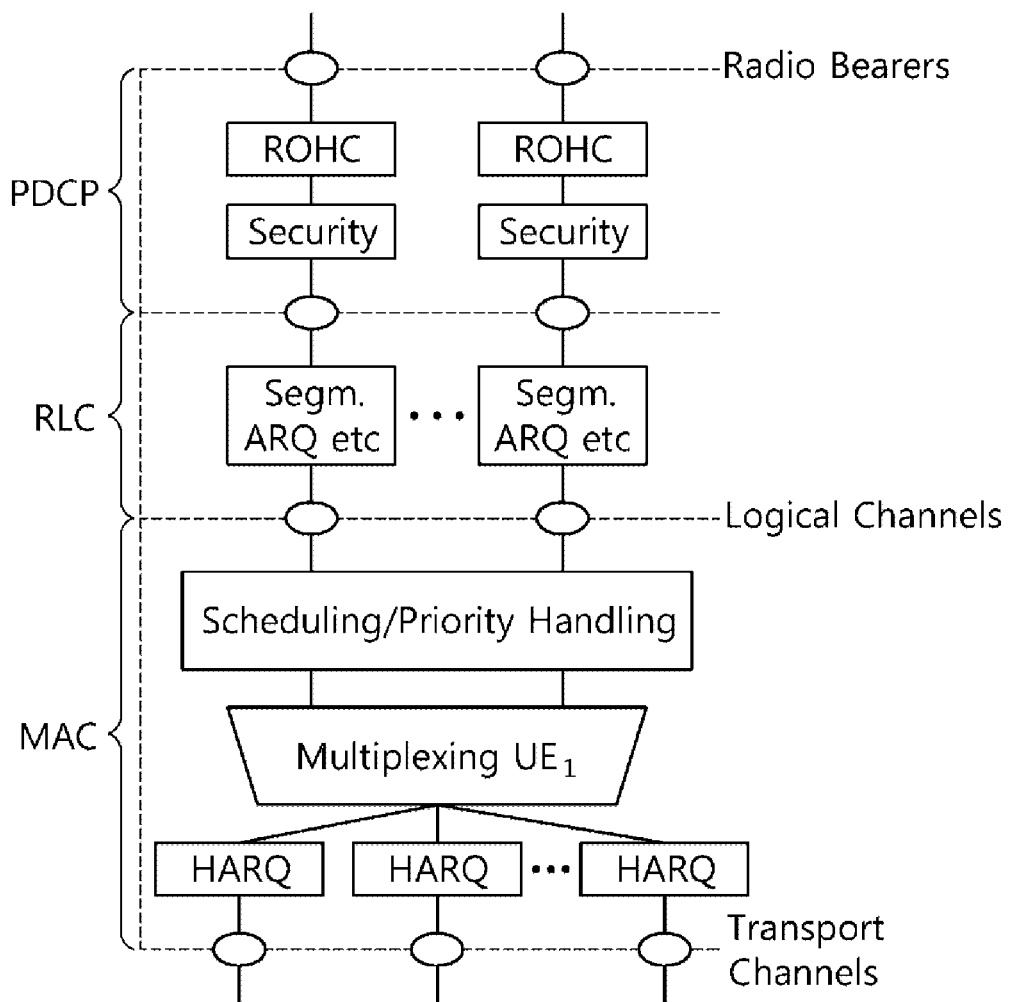 Radio Bearers
ROHC ROHC
PDCP
Security Security
Segm. Segm.
RLC
ARQ etc ARQ etc
Logical Channels
Scheduling/Priority Handling
MAC
Multiplexing UE₁
HARQ HARQ HARQ
Transport
Channels